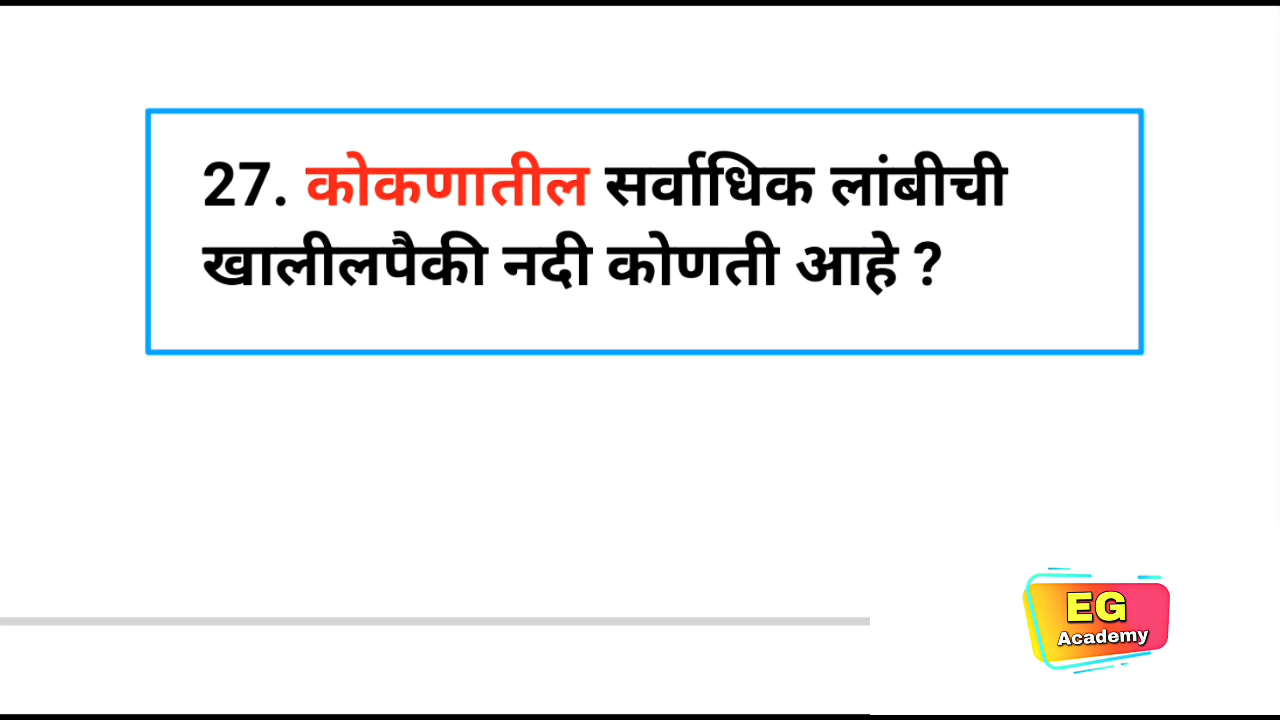 27. कोकणातील सर्वाधिक लांबीची
खालीलपैकी नदी कोणती आहे ?
EG
Academy